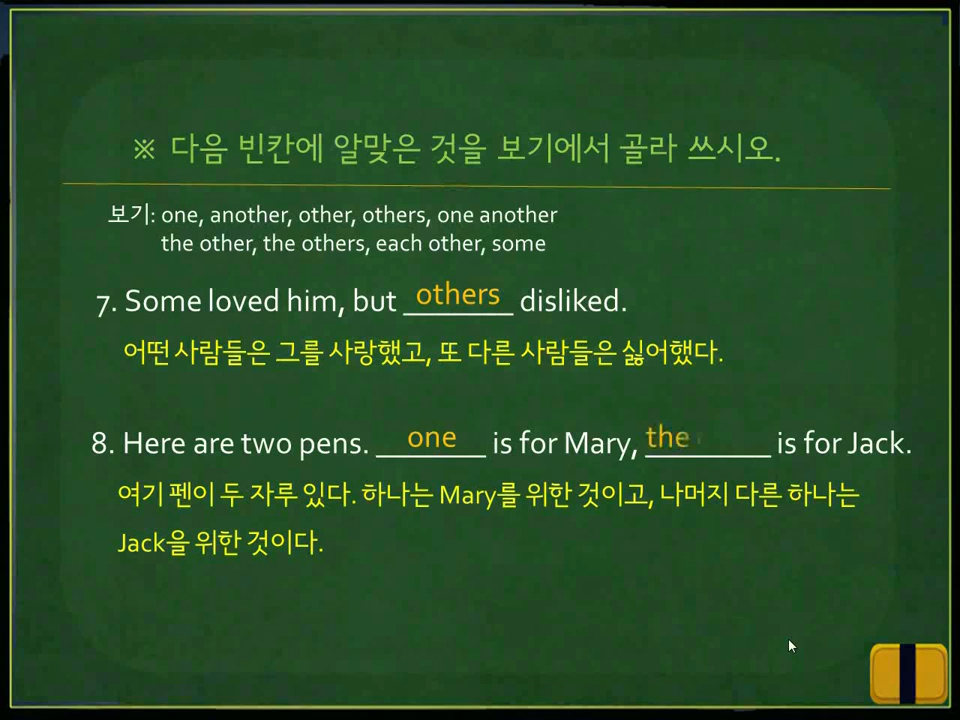 ※ 다음 빈칸에 알맞은 것을 보기에서 골라 쓰시오.
보기: one, another, other, others, one another
the other, the others, each other, some
7. Some loved him, but others disliked.
어떤 사람들은 그를 사랑했고, 또 다른 사람들은 싫어했다.
8. Here are two pens. one is for Mary, the is for Jack.
여기 펜이 두 자루 있다. 하나는 Mary를 위한 것이고, 나머지 다른 하나는
Jack을 위한 것이다.